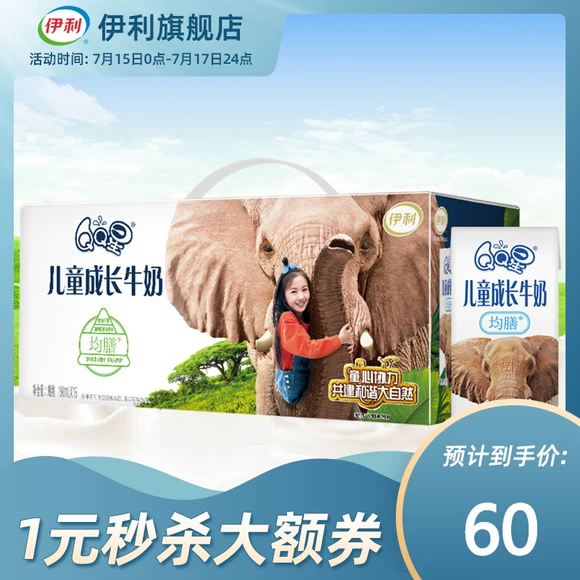 伊利 伊利旗舰店
活动时间：7月15日0点-7月17日24点
伊利
QQ星®
儿童成长牛奶
均膳®
童心协力
共建和谐大自然
QQ星®
儿童成长牛奶
均膳®
预计到手价：
1元秒杀大额券
60